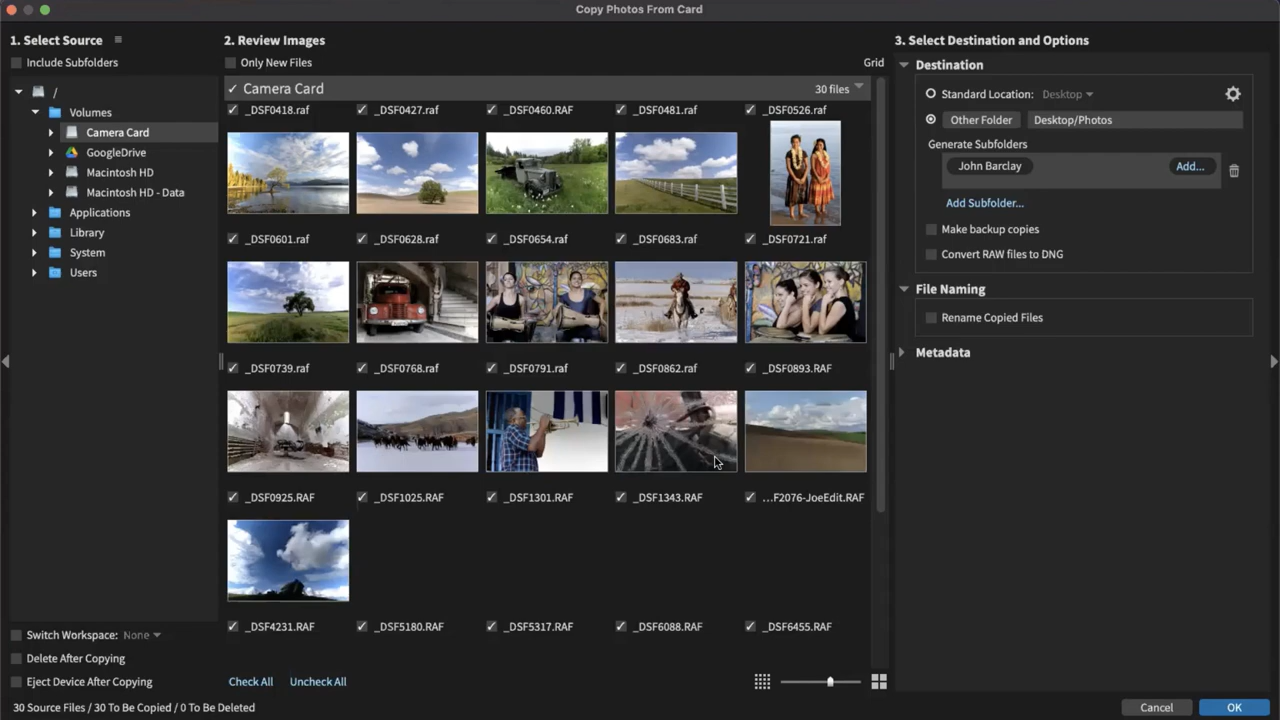 Copy Photos From Card
1. Select Source
Include Subfolders
/
Volumes
Camera Card
GoogleDrive
Macintosh HD
Macintosh HD - Data
Applications
Library
System
Users
Switch Workspace: None
Delete After Copying
Eject Device After Copying
30 Source Files / 30 To Be Copied / 0 To Be Deleted
2. Review Images
Only New Files
Grid
✓ Camera Card 30 files
_DSF0418.raf _DSF0427.raf _DSF0460.RAF _DSF0481.raf _DSF0526.raf
_DSF0601.raf _DSF0628.raf _DSF0654.raf _DSF0683.raf _DSF0721.raf
_DSF0739.raf _DSF0768.raf _DSF0791.raf _DSF0862.raf _DSF0893.RAF
_DSF0925.RAF _DSF1025.RAF _DSF1301.RAF _DSF1343.RAF ...F2076-JoeEdit.RAF
_DSF4231.RAF _DSF5180.RAF _DSF5317.RAF _DSF6088.RAF _DSF6455.RAF
Check All Uncheck All
3. Select Destination and Options
Destination
Standard Location: Desktop
Other Folder Desktop/Photos
Generate Subfolders
John Barclay Add...
Add Subfolder...
Make backup copies
Convert RAW files to DNG
File Naming
Rename Copied Files
Metadata
Cancel OK